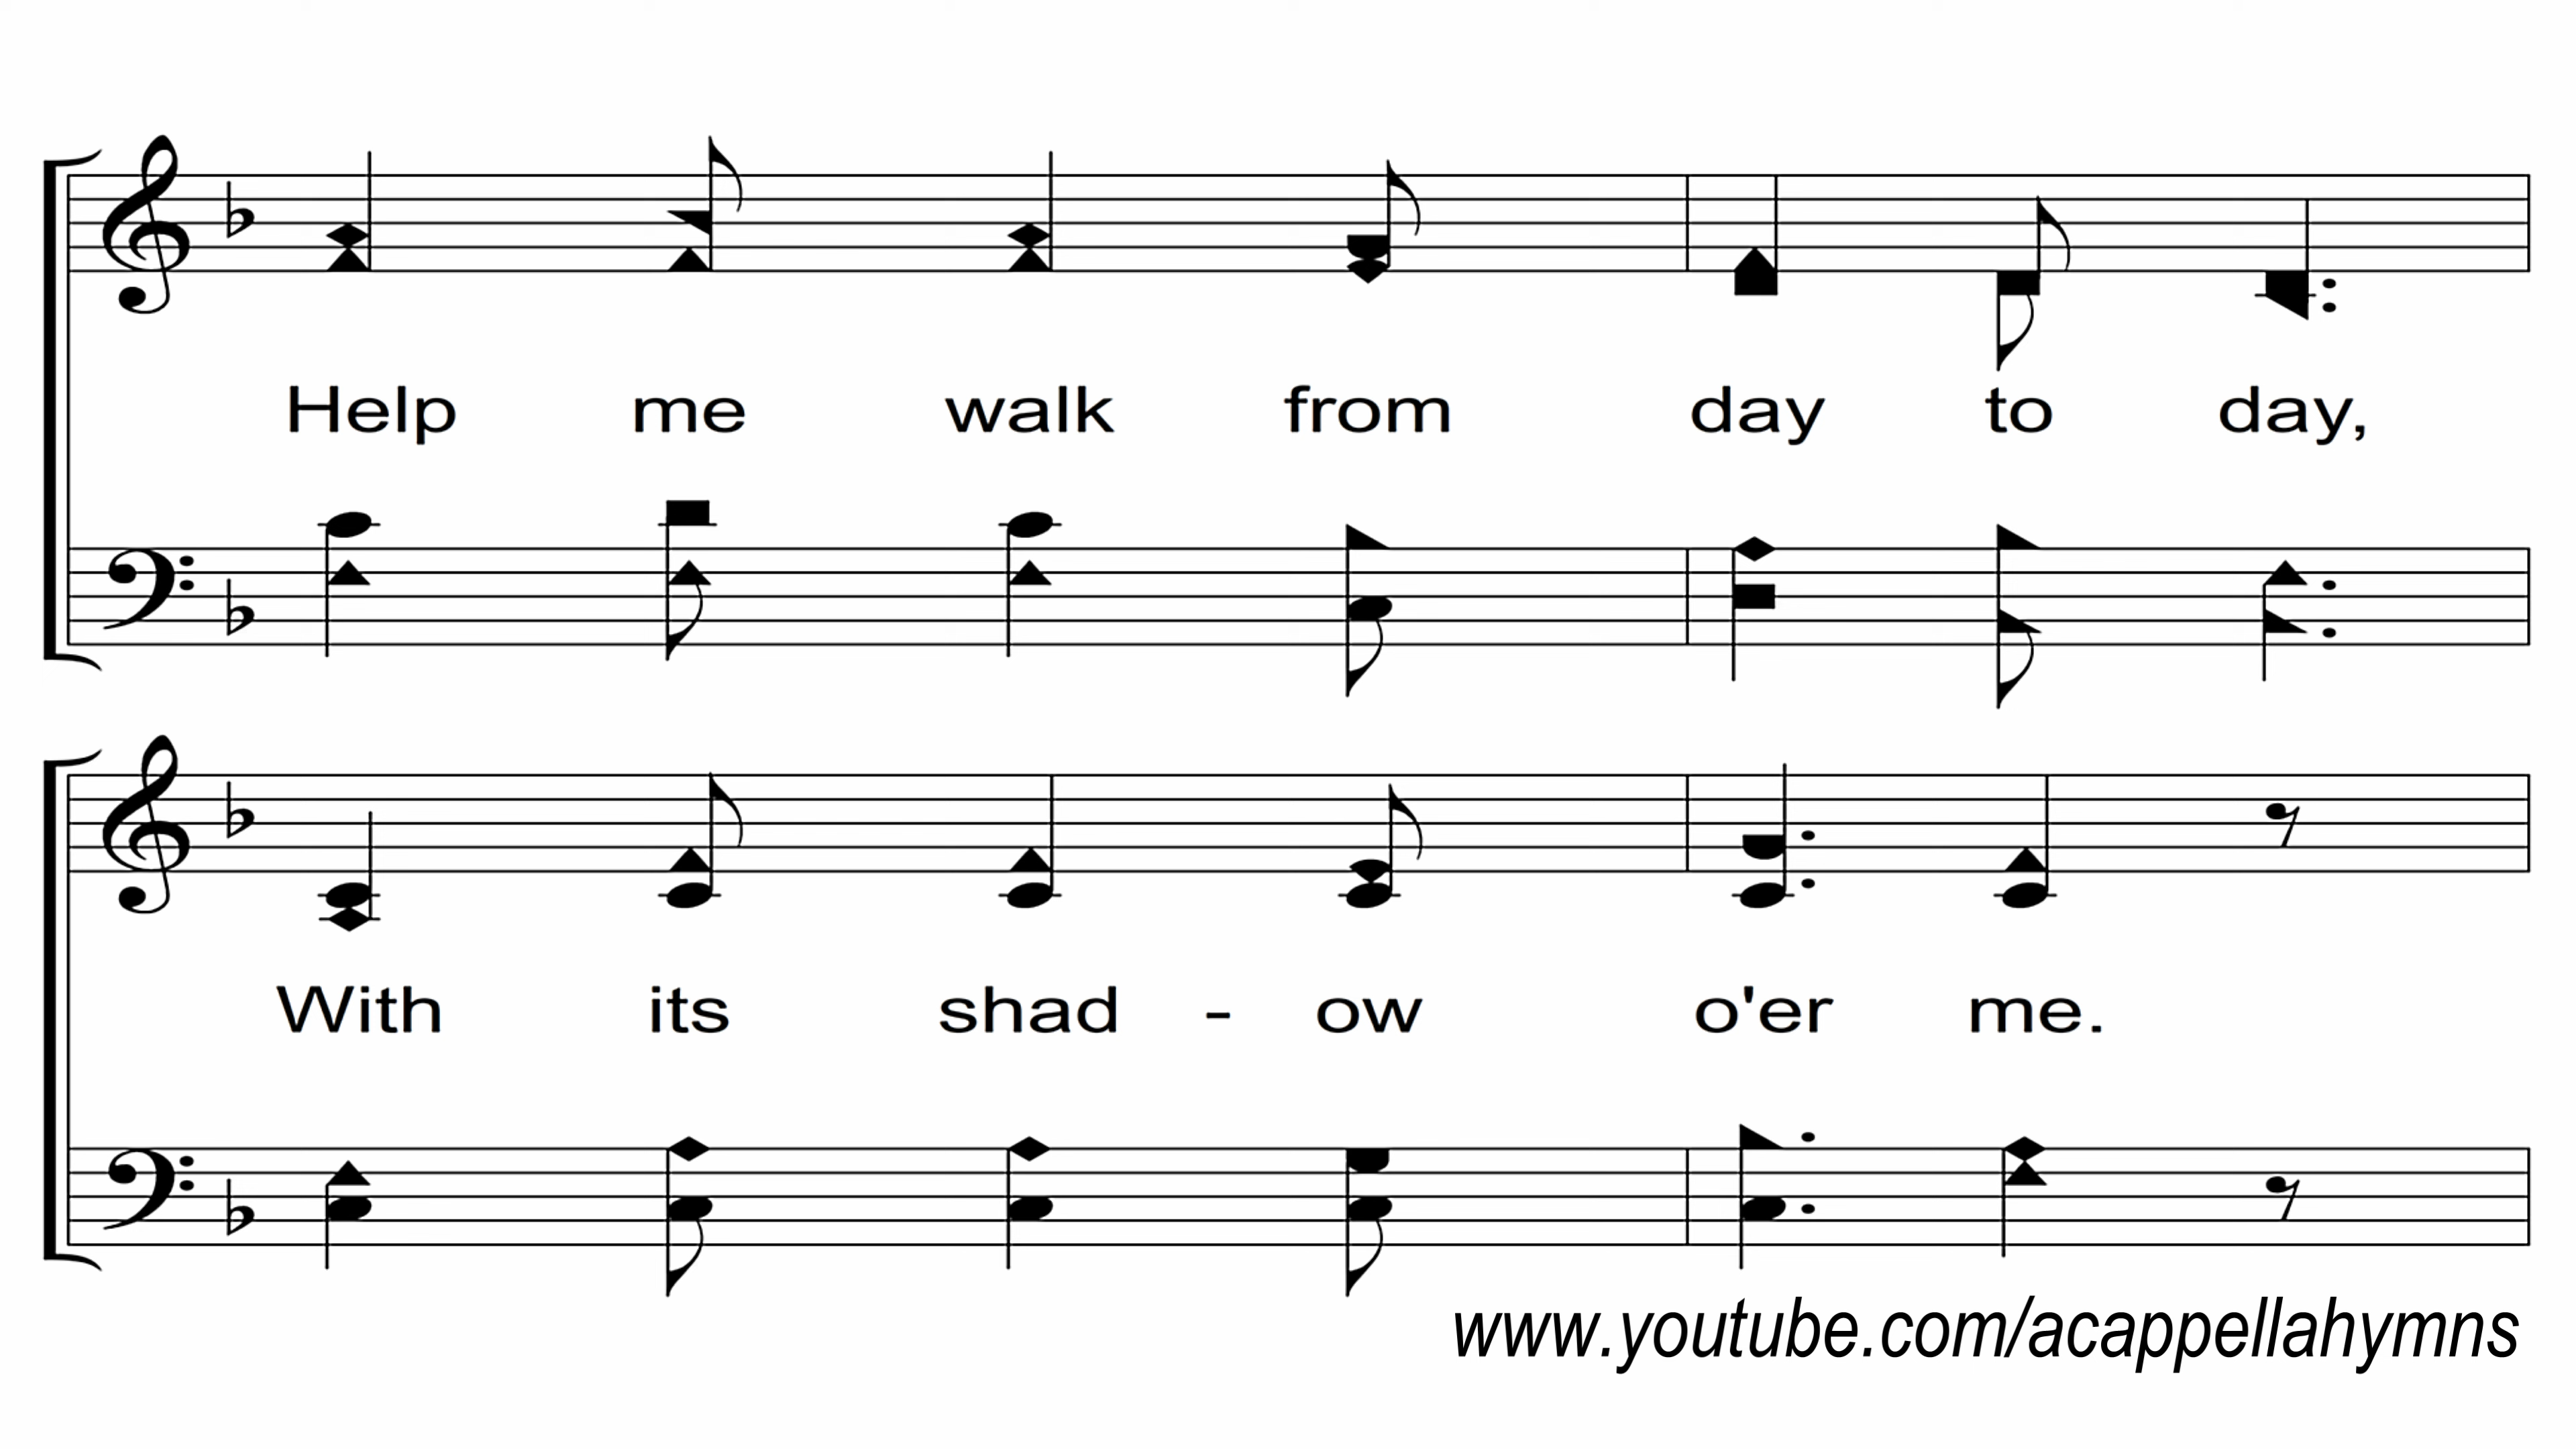 Help me walk from day to day,
With its shad - ow o'er me.
www.youtube.com/acappellahymns